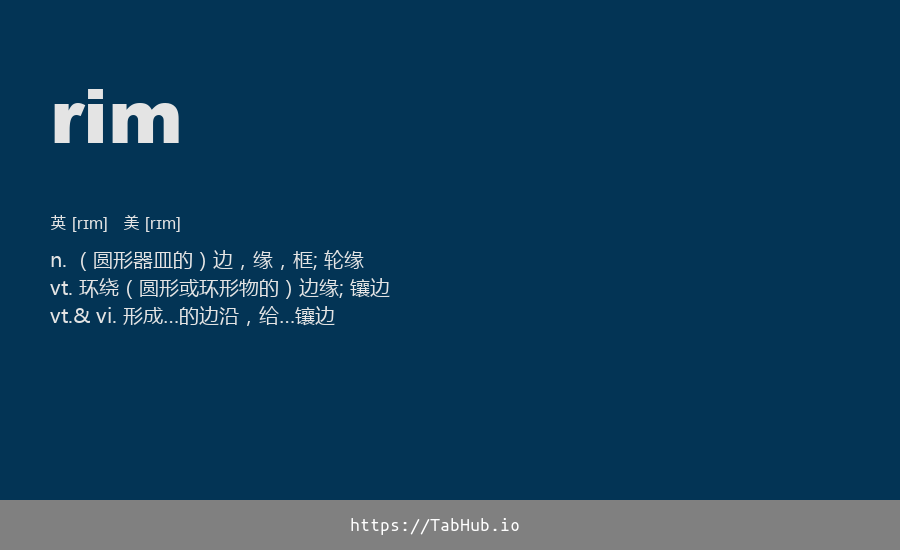 rim
英 [rɪm] 美 [rɪm]
n. （圆形器皿的）边，缘，框; 轮缘
vt. 环绕（圆形或环形物的）边缘; 镶边
vt.& vi. 形成…的边沿，给…镶边
https://TabHub.io